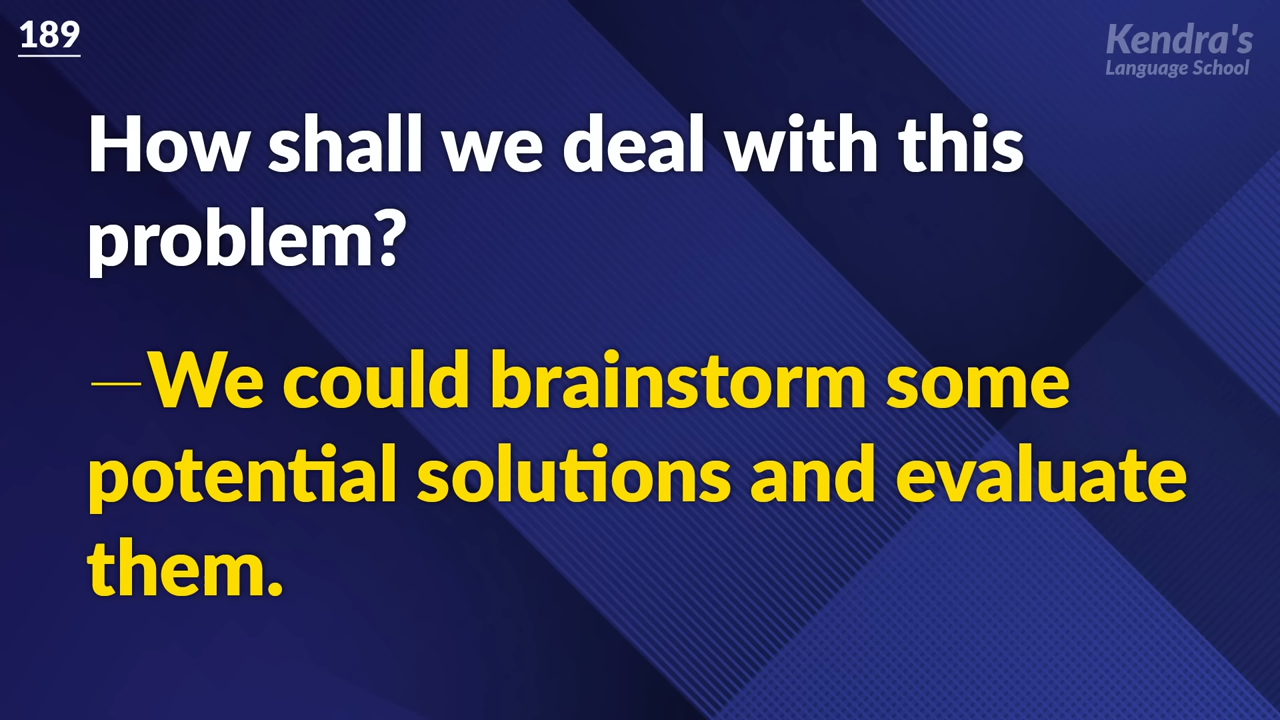 189
Kendra's
Language School
How shall we deal with this
problem?
—We could brainstorm some
potential solutions and evaluate
them.